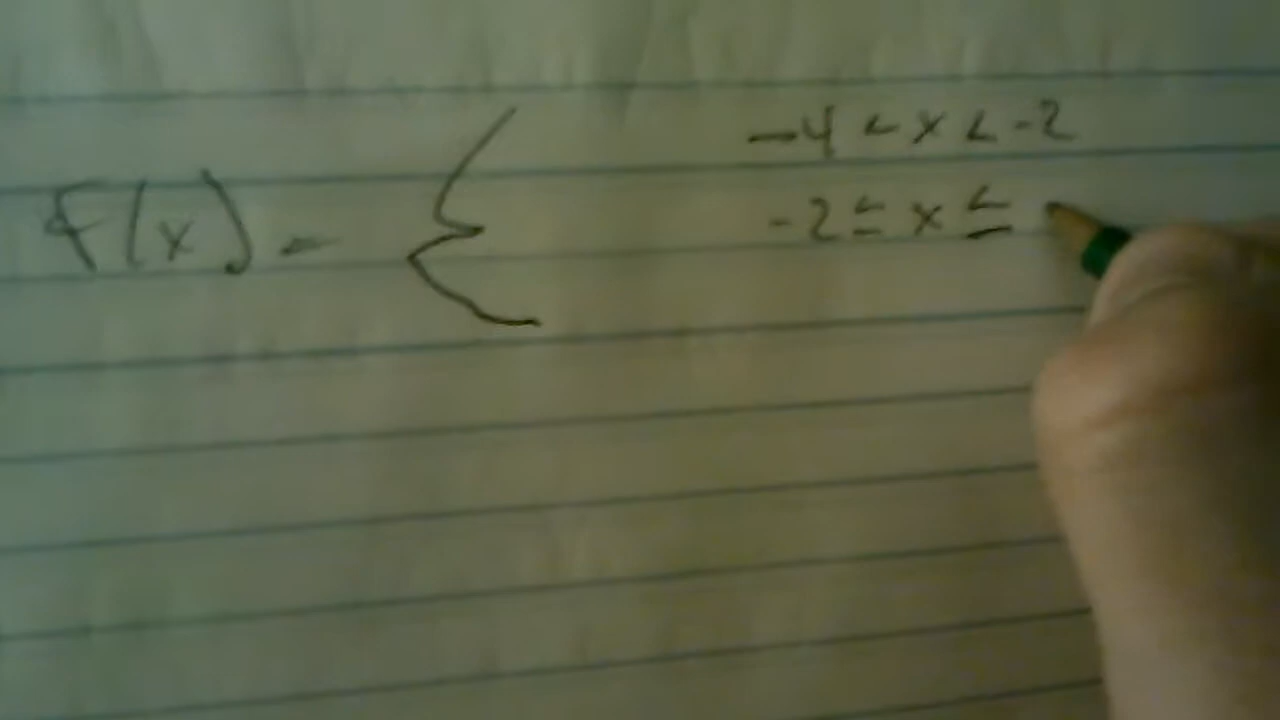 -4 < x < -2
f(x) = {
-2 ≤ x ≤